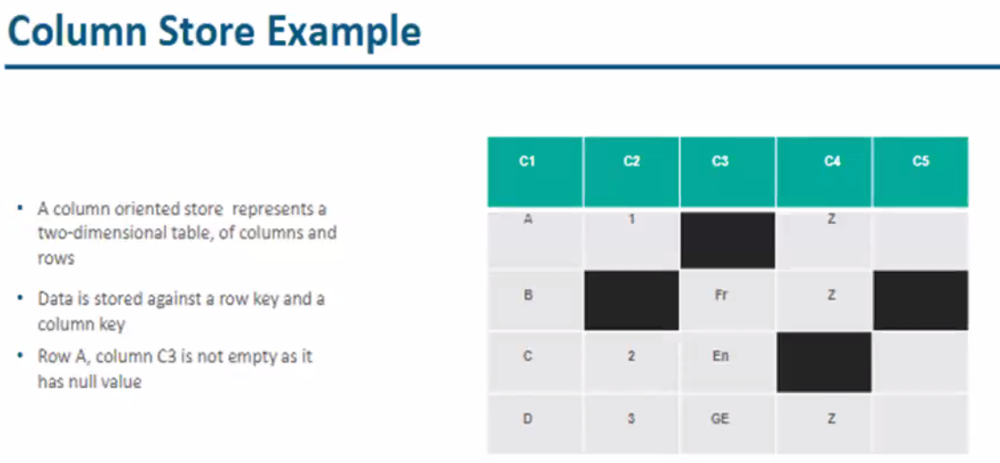 Column Store Example
• A column oriented store represents a
two-dimensional table, of columns and
rows
• Data is stored against a row key and a
column key
• Row A, column C3 is not empty as it
has null value
C1 C2 C3 C4 C5
A 1 Z
B Fr Z
C 2 En
D 3 GE Z